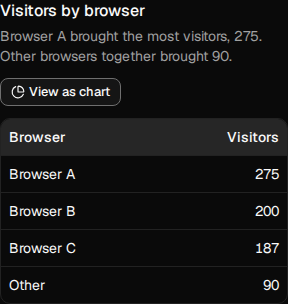 Visitors by browser
Browser A brought the most visitors, 275.
Other browsers together brought 90.
View as chart
Browser Visitors
Browser A 275
Browser B 200
Browser C 187
Other 90